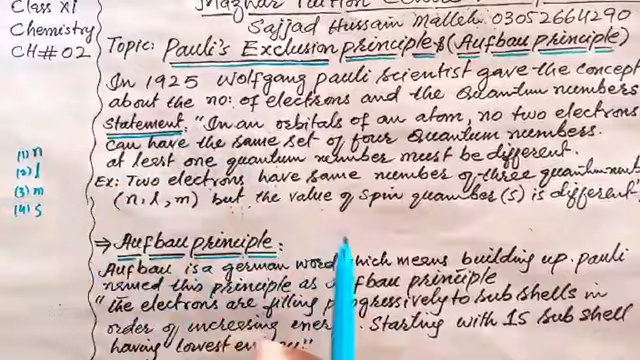 Class XI
Chemistry
CH# 02
Mazhar Tuition
Sajjad Hussain Malleh. 03052664290
Topic: Pauli's Exclusion principle & (Aufbau principle)
In 1925 Wolfgang pauli scientist gave the concept
about the no: of electrons and the Quantum numbers
Statement, "In an orbitals of an atom, no two electrons
can have the same set of four Quantum numbers.
at least one quantum number must be different.
Ex: Two electrons have same number of three quantum
(n, l, m) but the value of spin quamber (s) is different
(1) n
(2) l
(3) m
(4) s
⇒ Aufbau principle:
Aufbau is a german word which means building up. pauli
named this principle as Aufbau principle
"the electrons are filling progressively to sub shells in
order of increasing energy. Starting with 1S sub shell
having lowest energy"